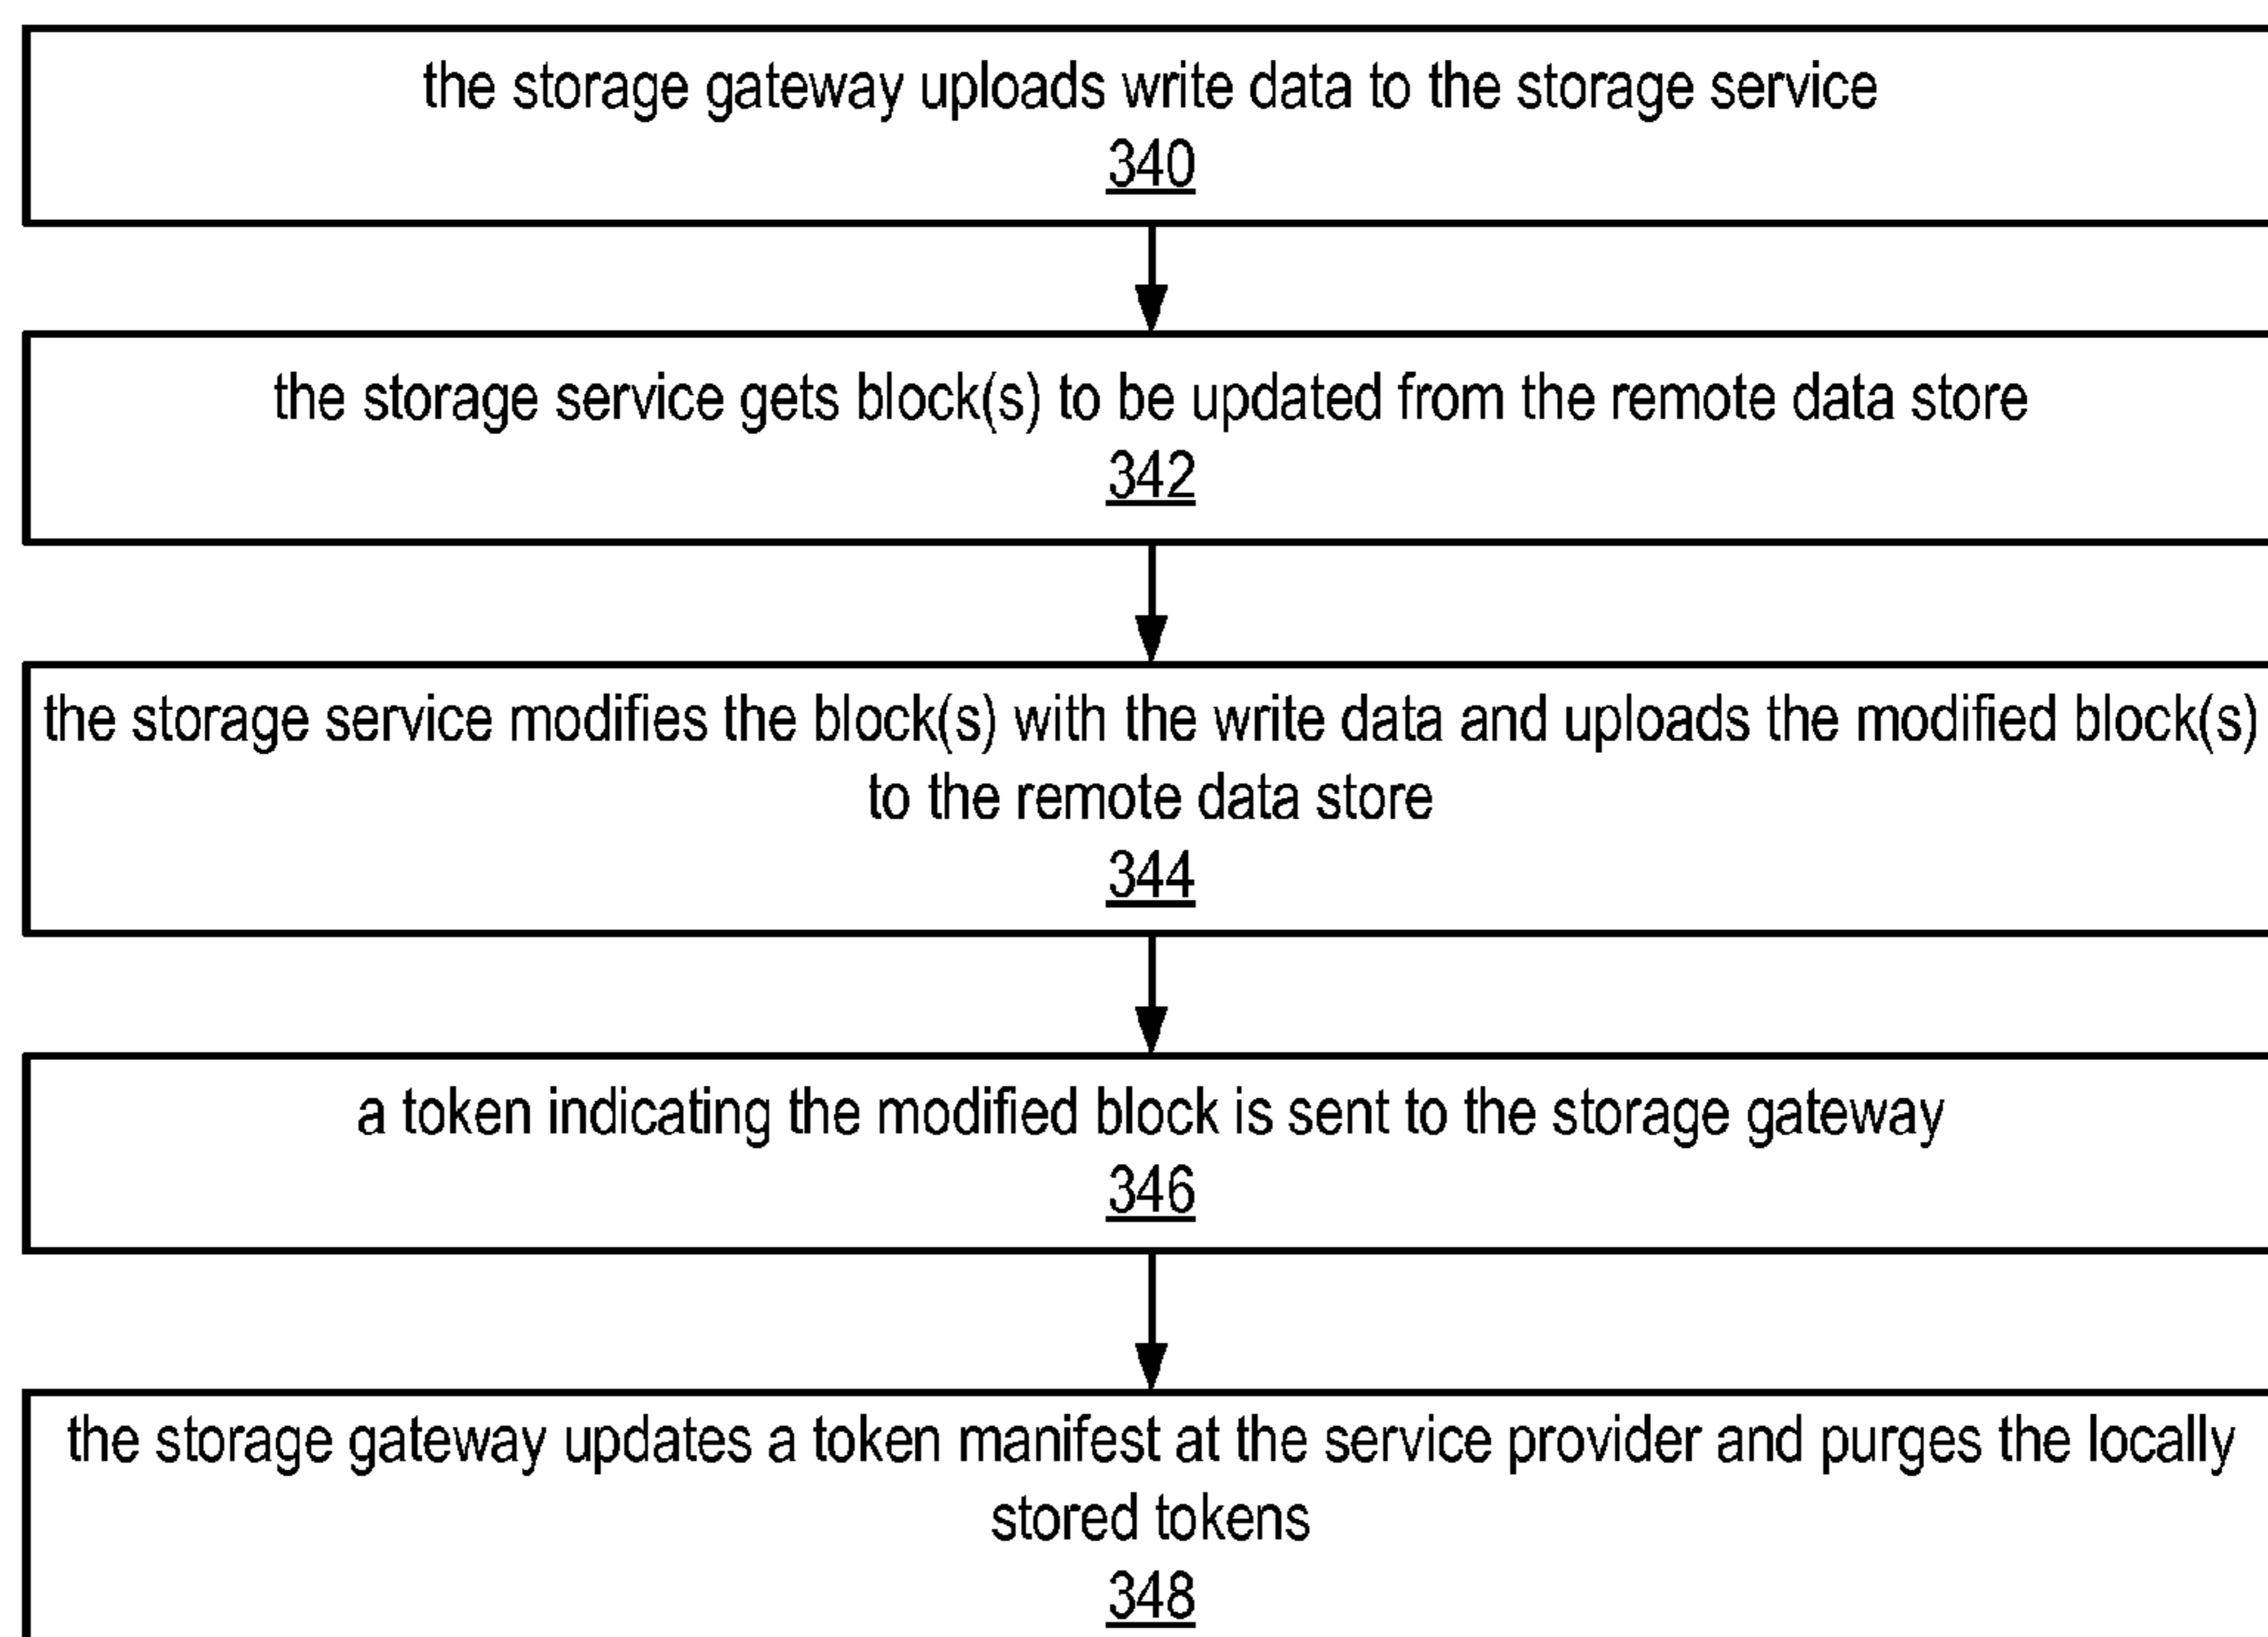 the storage gateway uploads write data to the storage service
340
the storage service gets block(s) to be updated from the remote data store
342
the storage service modifies the block(s) with the write data and uploads the modified block(s)
to the remote data store
344
a token indicating the modified block is sent to the storage gateway
346
the storage gateway updates a token manifest at the service provider and purges the locally
stored tokens
348